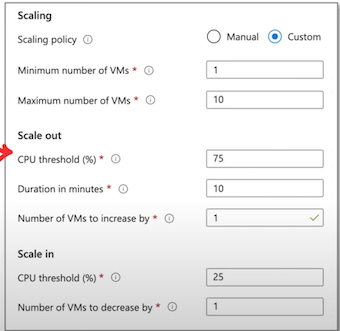 Scaling
Scaling policy Manual Custom
Minimum number of VMs * 1
Maximum number of VMs * 10
Scale out
CPU threshold (%) * 75
Duration in minutes * 10
Number of VMs to increase by * 1
Scale in
CPU threshold (%) * 25
Number of VMs to decrease by * 1